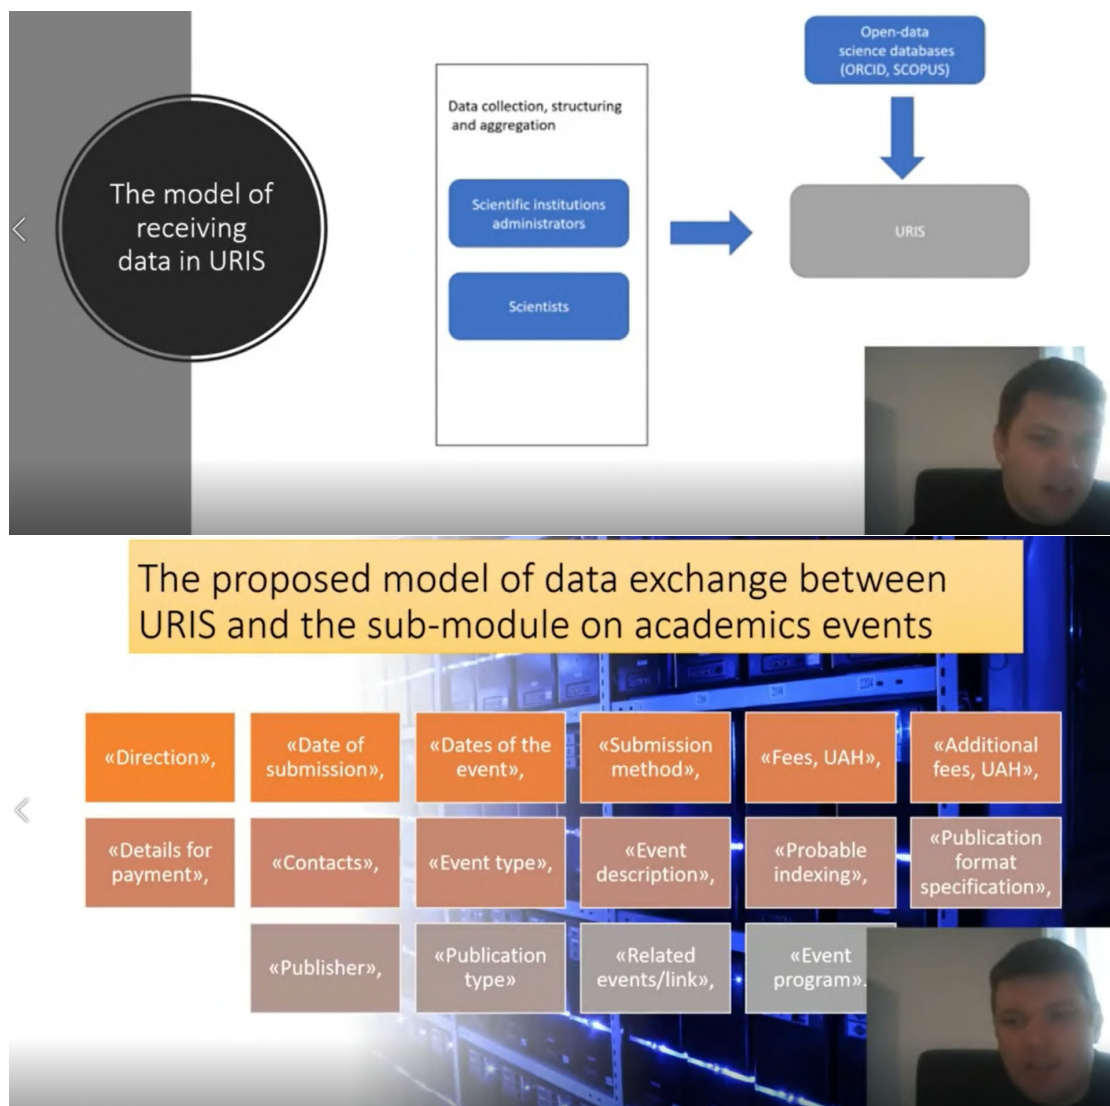 The model of
receiving
data in URIS
Data collection, structuring
and aggregation
Scientific institutions
administrators
Scientists
Open-data
science databases
(ORCID, SCOPUS)
URIS
The proposed model of data exchange between
URIS and the sub-module on academics events
«Direction»,
«Date of
submission»,
«Dates of the
event»,
«Submission
method»,
«Fees, UAH»,
«Additional
fees, UAH»,
«Details for
payment»,
«Contacts»,
«Event type»,
«Event
description»,
«Probable
indexing»,
«Publication
format
specification»,
«Publisher»,
«Publication
type»
«Related
events/link»,
«Event
program».